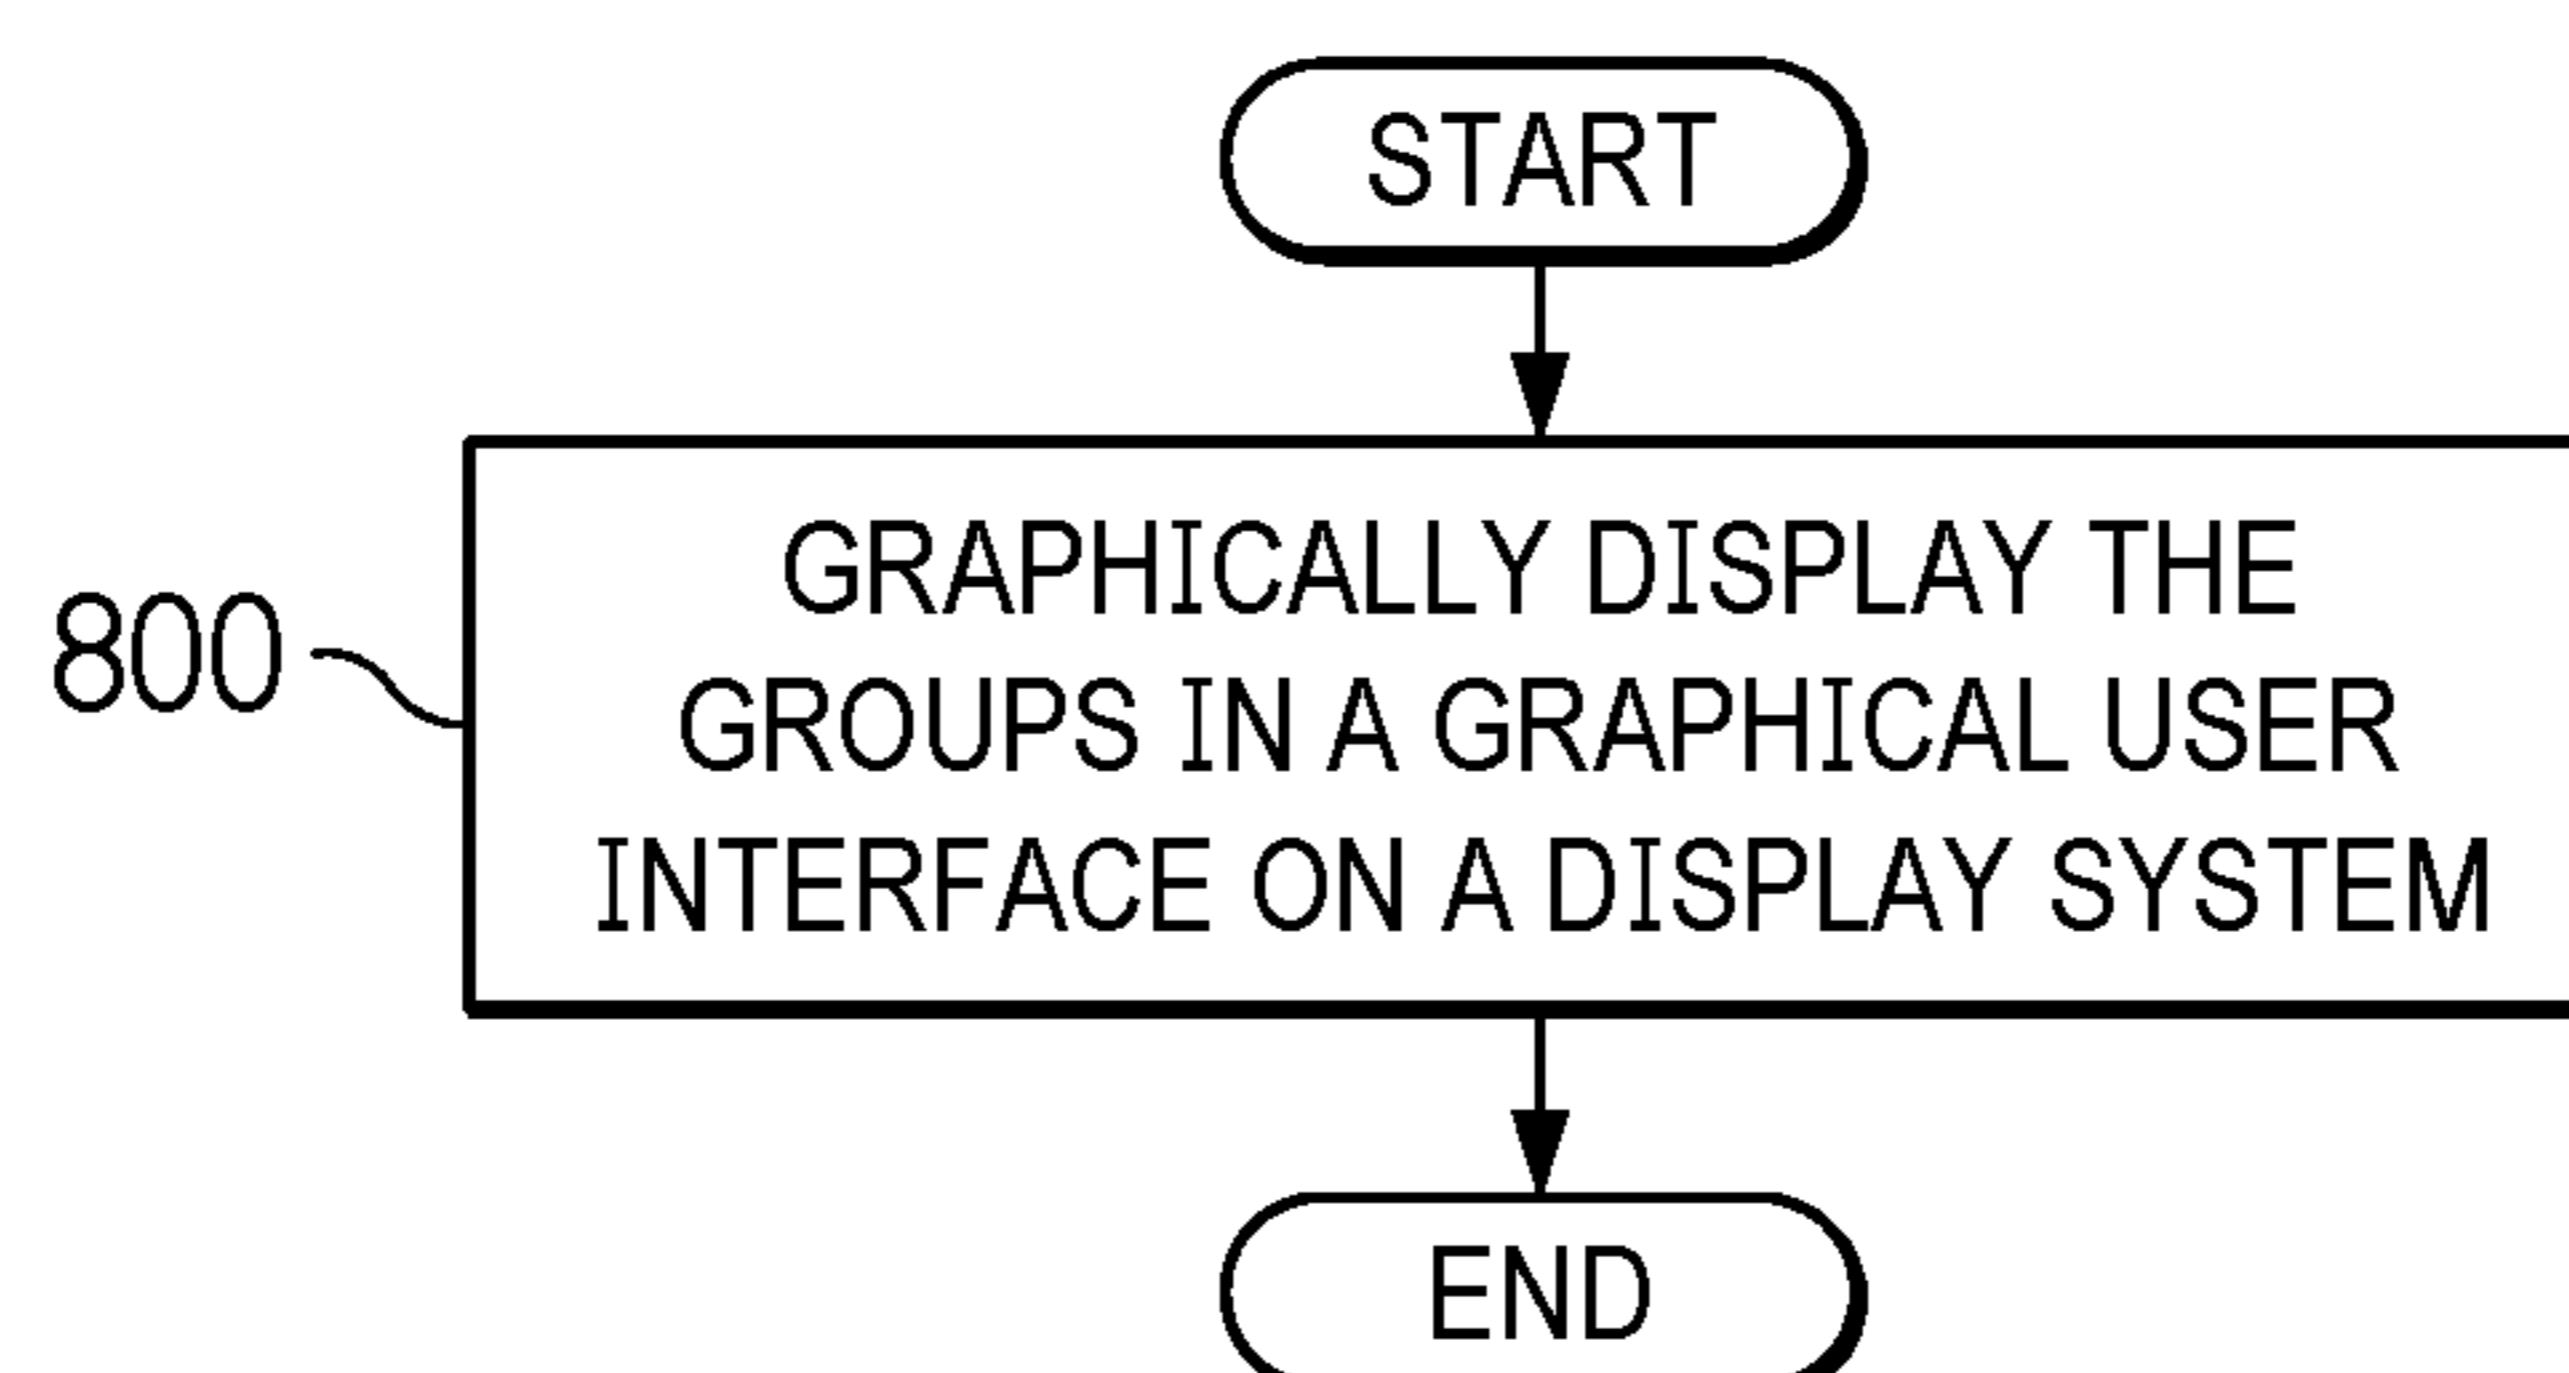 START
GRAPHICALLY DISPLAY THE
GROUPS IN A GRAPHICAL USER
INTERFACE ON A DISPLAY SYSTEM
800
END